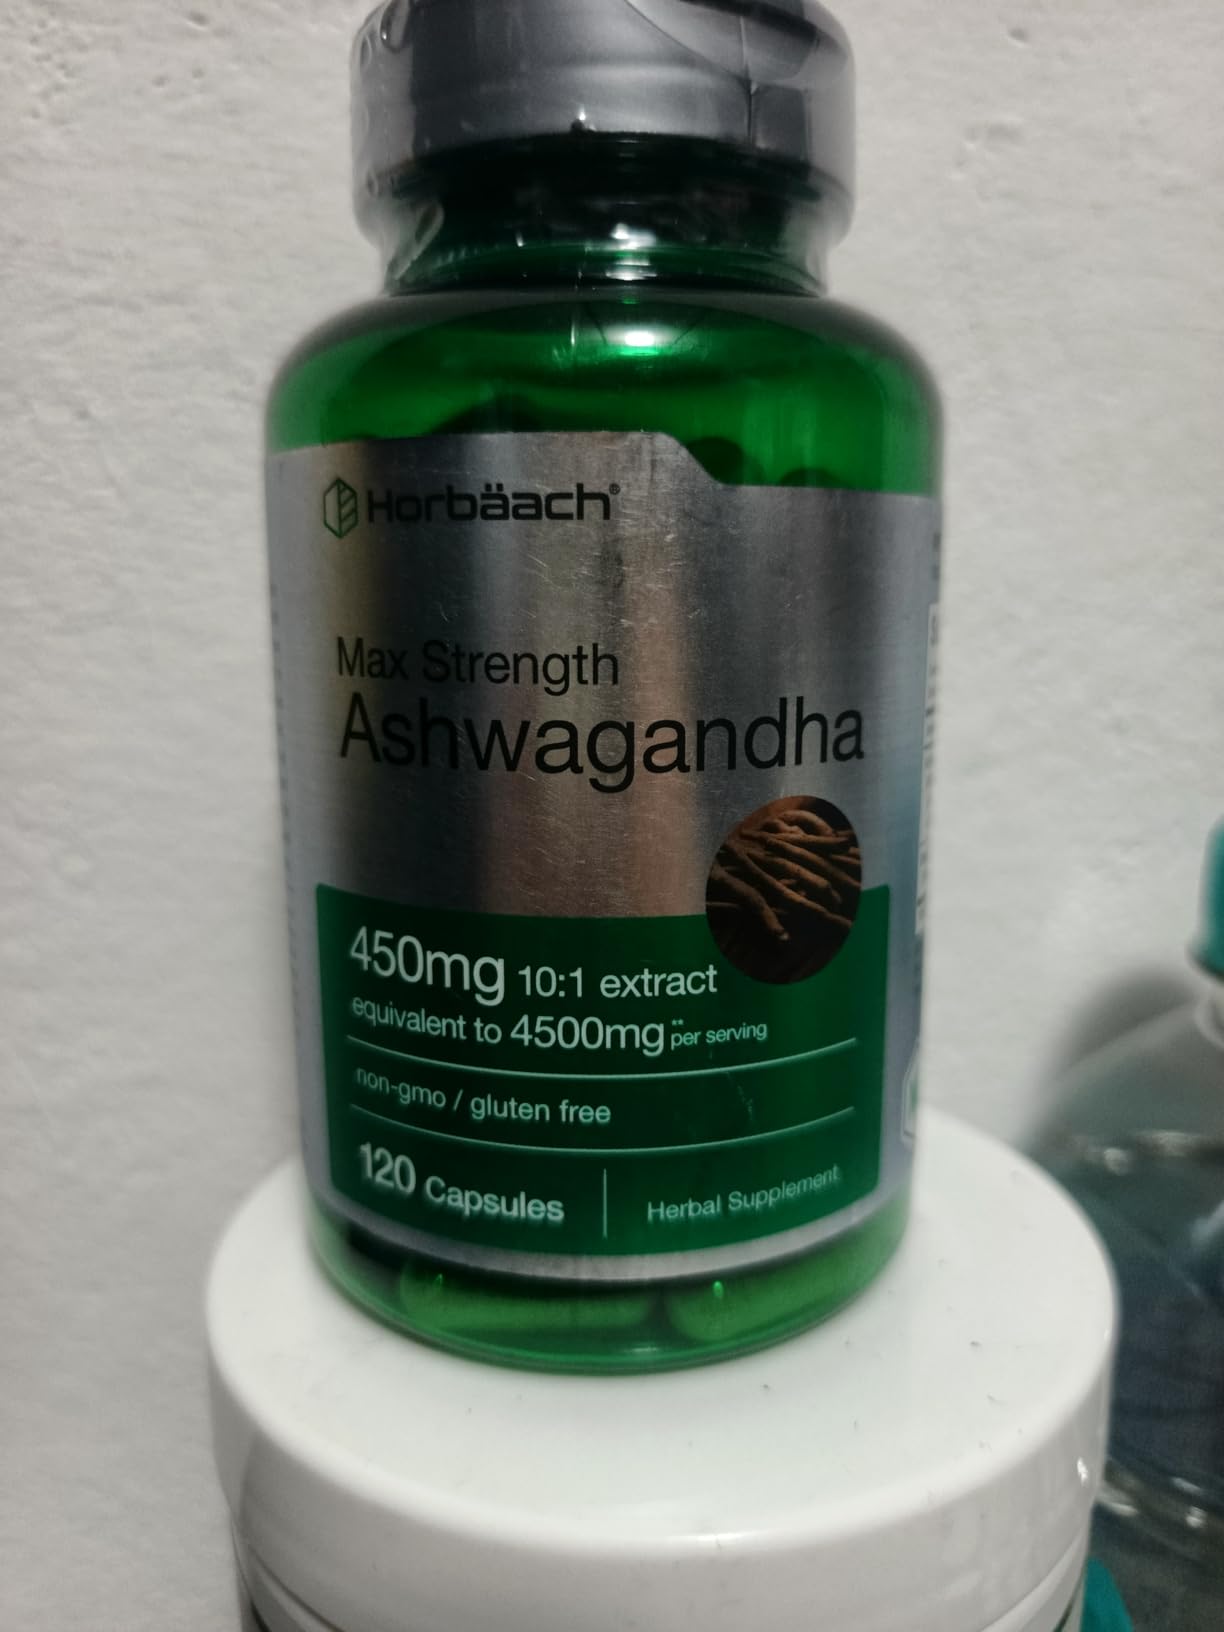 Horbäach®
Max Strength
Ashwagandha
450mg 10:1 extract
equivalent to 4500mg** per serving
non-gmo / gluten free
120 Capsules
Herbal Supplement